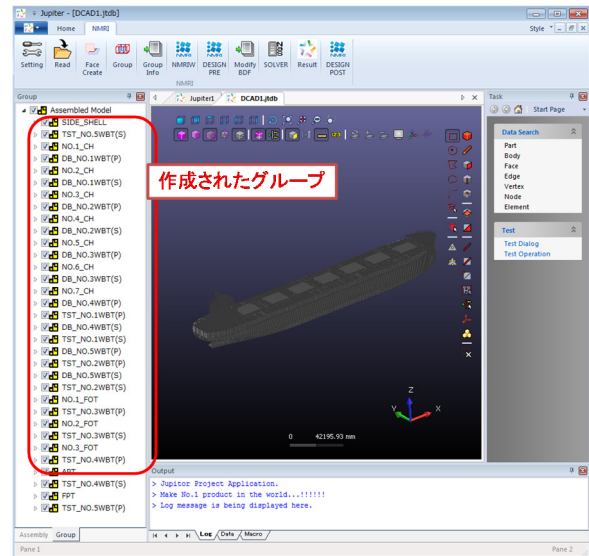 Jupiter - [DCAD1.jtdb]
Home NMRI Style
Setting Read Face Create Group Group Info NMRIW DESIGN PRE Modify BDF SOLVER Result DESIGN POST
NMRI
Group
Jupiter1 DCAD1.jtdb
Task
Start Page
Assembled Model
SIDE_SHELL
TST_NO.5WBT(S)
NO.1_CH
DB_NO.1WBT(P)
NO.2_CH
DB_NO.1WBT(S)
NO.3_CH
DB_NO.2WBT(P)
NO.4_CH
DB_NO.2WBT(S)
NO.5_CH
DB_NO.3WBT(P)
NO.6_CH
DB_NO.3WBT(S)
NO.7_CH
DB_NO.4WBT(P)
TST_NO.1WBT(P)
DB_NO.4WBT(S)
TST_NO.1WBT(S)
DB_NO.5WBT(P)
TST_NO.2WBT(P)
DB_NO.5WBT(S)
TST_NO.2WBT(S)
NO.1_FOT
TST_NO.3WBT(P)
NO.2_FOT
TST_NO.3WBT(S)
NO.3_FOT
TST_NO.4WBT(P)
APT
TST_NO.4WBT(S)
FPT
TST_NO.5WBT(P)
Assembly Group
作成されたグループ
Z
Y
X
0 42195.93 mm
Data Search
Part
Body
Face
Edge
Vertex
Node
Element
Test
Test Dialog
Test Operation
Output
> Jupitor Project Application.
> Make No.1 product in the world...!!!!!!
> Log message is being displayed here.
Log Data Macro
Pane 1
Pane 2